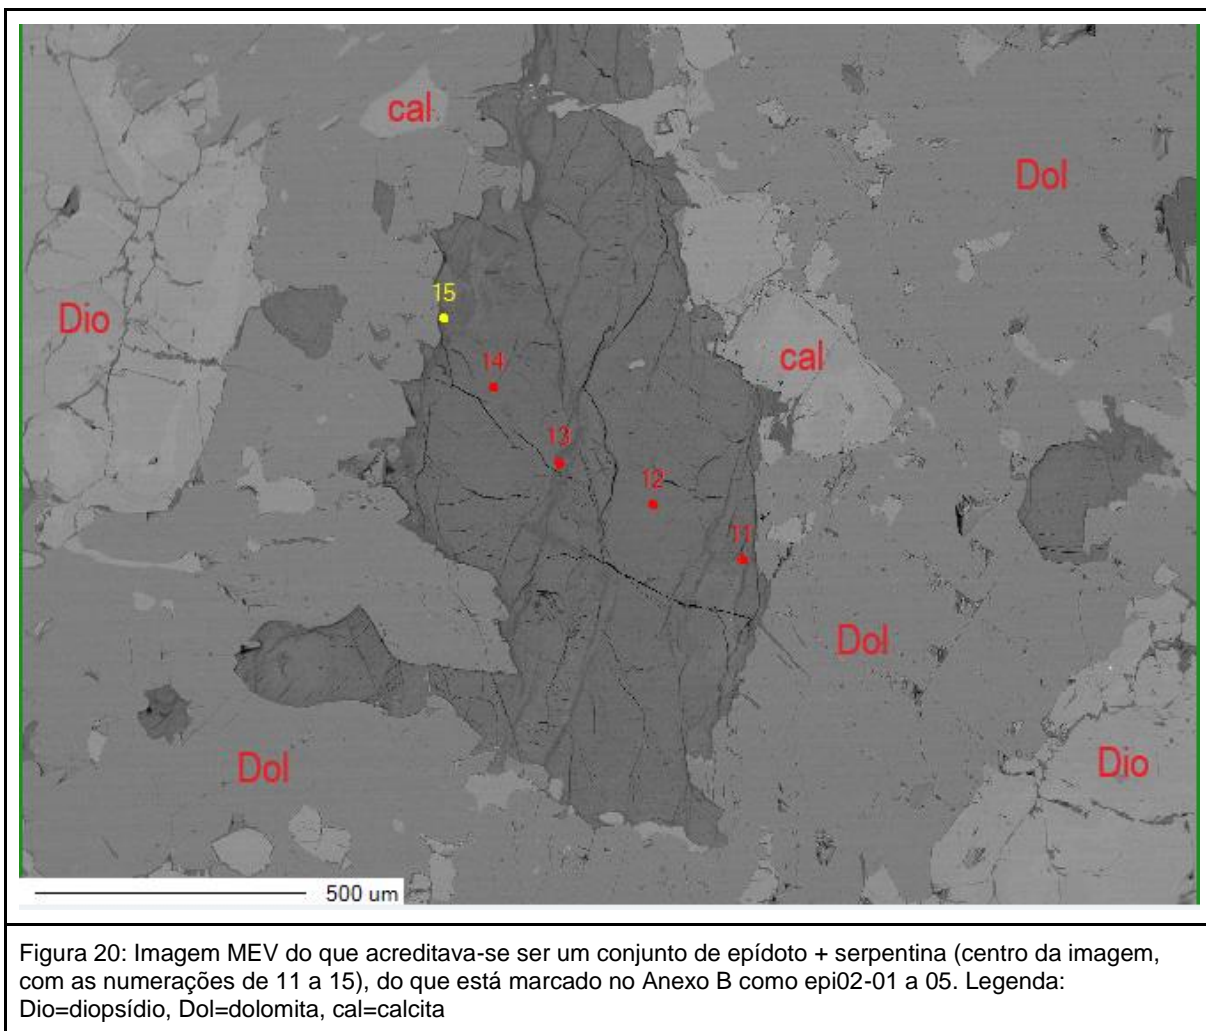 cal
Dol
15
Dio
14
cal
13
12
11
Dol
Dol
Dio
500 um
Figura 20: Imagem MEV do que acreditava-se ser um conjunto de epídoto + serpentina (centro da imagem,
com as numerações de 11 a 15), do que está marcado no Anexo B como epi02-01 a 05. Legenda:
Dio=diopsídio, Dol=dolomita, cal=calcita